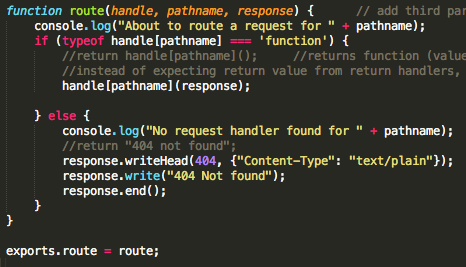 function route(handle, pathname, response) {      // add third par
    console.log("About to route a request for " + pathname);
    if (typeof handle[pathname] === 'function') {
        //return handle[pathname]();     //returns function (value
        //instead of expecting return value from return handlers,
        handle[pathname](response);

    } else {
        console.log("No request handler found for " + pathname);
        //return "404 not found";
        response.writeHead(404, {"Content-Type": "text/plain"});
        response.write("404 Not found");
        response.end();
    }
}

exports.route = route;